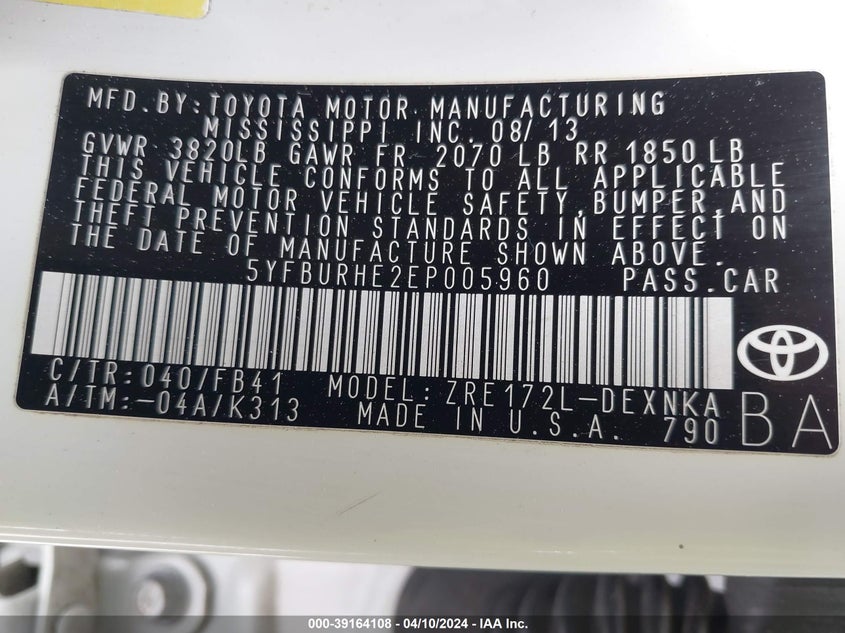 MFD.BY:TOYOTA MOTOR MANUFACTURING
MISSISSIPPI INC. 08/13
GVWR 3820LB GAWR FR 2070 LB RR 1850 LB
THIS VEHICLE CONFORMS TO ALL APPLICABLE
FEDERAL MOTOR VEHICLE SAFETY,BUMPER,AND
THEFT PREVENTION STANDARDS IN EFFECT ON
THE DATE OF MANUFACTURE SHOWN ABOVE.
5YFBURHE2EP005960 PASS.CAR
C/TR:040/FB41 MODEL: ZRE172L-DEXNKA
A/TM:-04A/K313 MADE IN U.S.A. 790 BA
000-39164108 - 04/10/2024 - IAA Inc.